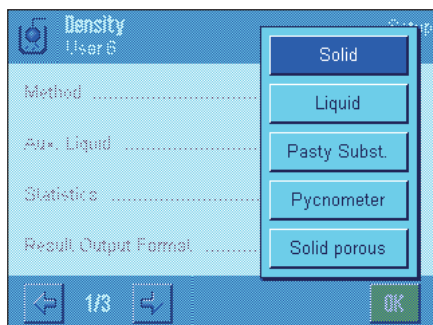 Density
User 6
Setup
Solid
Method ...................
Liquid
Aux. Liquid ...................
Pasty Subst.
Statistics ...................
Pycnometer
Result Output Format ........
Solid porous
1/3
OK